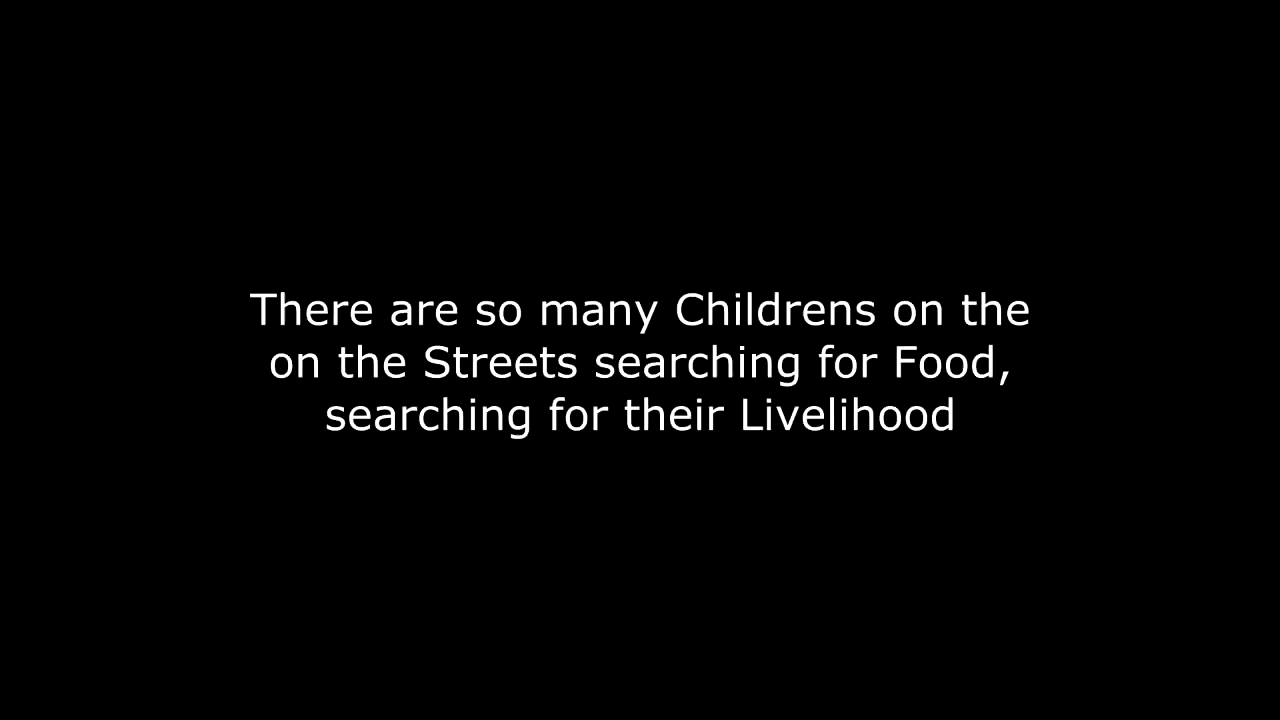 There are so many Childrens on the
on the Streets searching for Food,
searching for their Livelihood